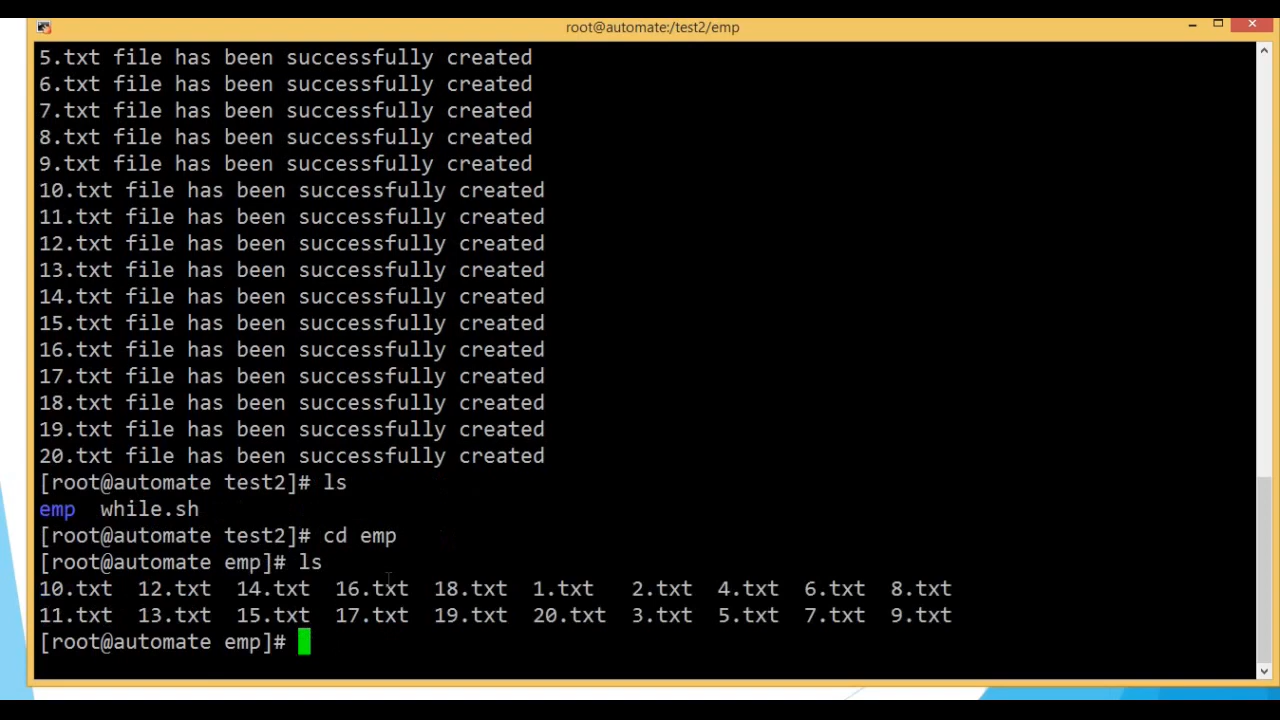 root@automate:/test2/emp
5.txt file has been successfully created
6.txt file has been successfully created
7.txt file has been successfully created
8.txt file has been successfully created
9.txt file has been successfully created
10.txt file has been successfully created
11.txt file has been successfully created
12.txt file has been successfully created
13.txt file has been successfully created
14.txt file has been successfully created
15.txt file has been successfully created
16.txt file has been successfully created
17.txt file has been successfully created
18.txt file has been successfully created
19.txt file has been successfully created
20.txt file has been successfully created
[root@automate test2]# ls
emp  while.sh
[root@automate test2]# cd emp
[root@automate emp]# ls
10.txt  12.txt  14.txt  16.txt  18.txt  1.txt   2.txt  4.txt  6.txt  8.txt
11.txt  13.txt  15.txt  17.txt  19.txt  20.txt  3.txt  5.txt  7.txt  9.txt
[root@automate emp]#